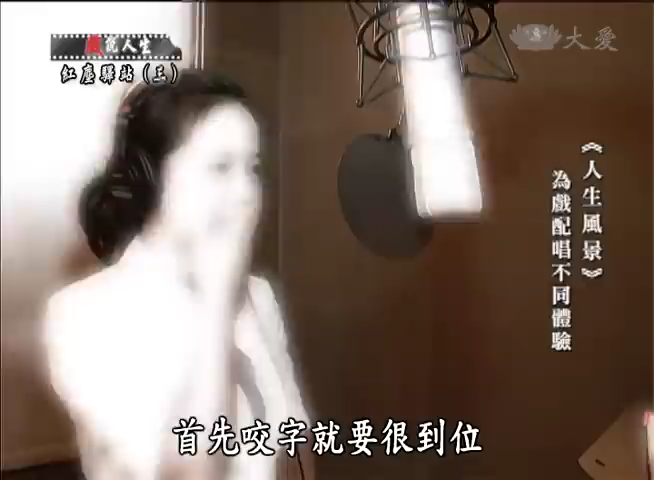 戲說人生
紅塵驛站(三)
大愛
《人生風景》
為戲配唱不同體驗
首先咬字就要很到位